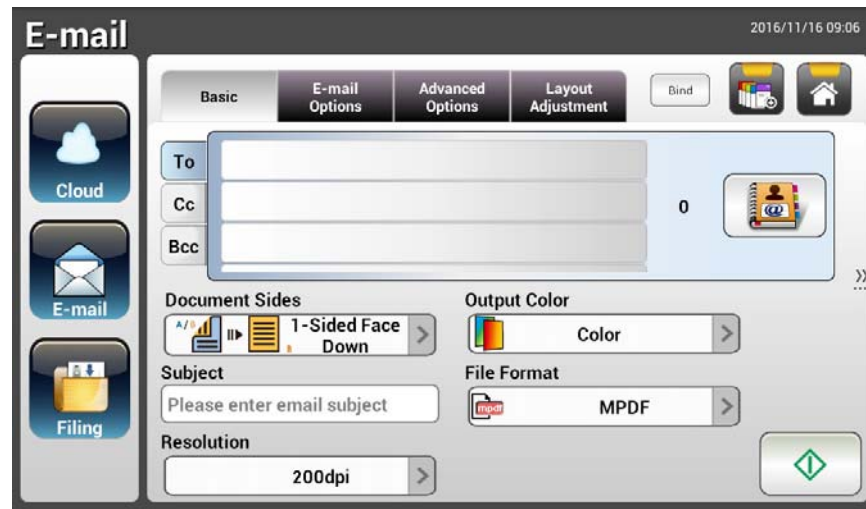 E-mail
2016/11/16 09:06
Basic
E-mail Options
Advanced Options
Layout Adjustment
Bind
Cloud
E-mail
Filing
To
Cc
Bcc
0
@
>>
Document Sides
A/B
1-Sided Face Down
>
Output Color
Color
>
Subject
Please enter email subject
File Format
mpdf
MPDF
>
Resolution
200dpi
>